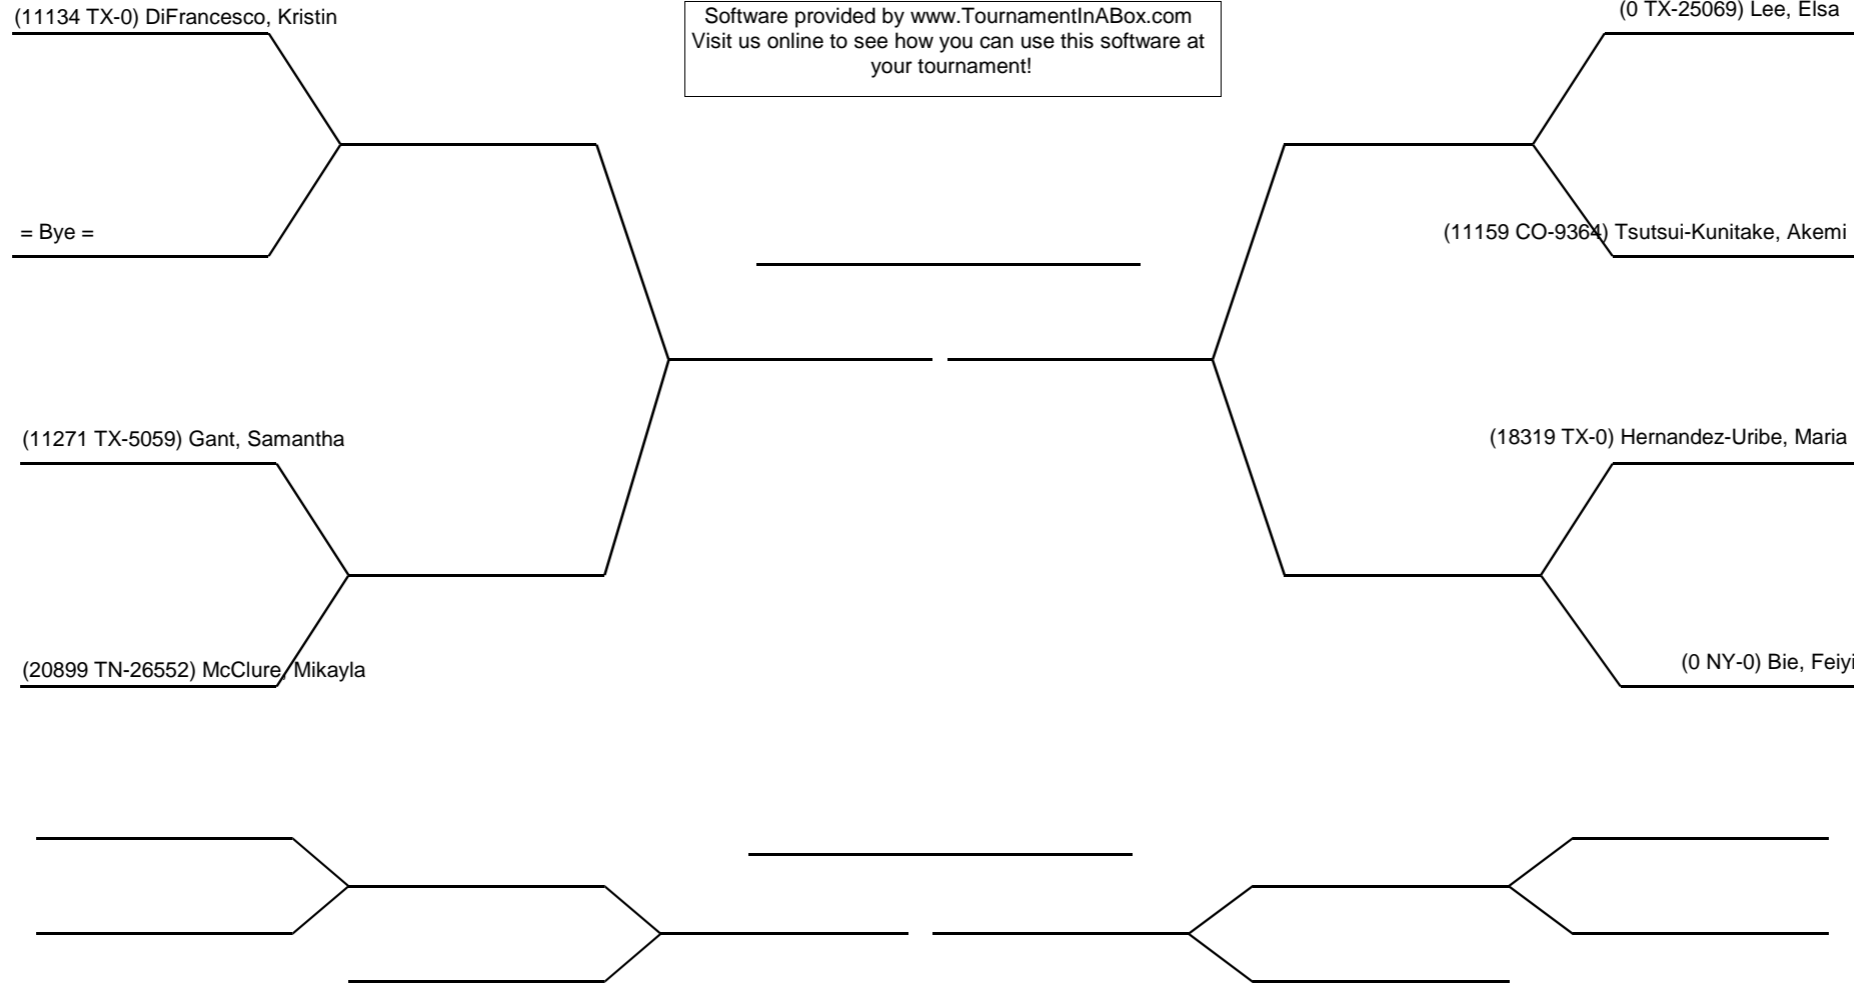 (11134 TX-0) DiFrancesco, Kristin
Software provided by www.TournamentInABox.com
Visit us online to see how you can use this software at
your tournament!
(0 TX-25069) Lee, Elsa
= Bye =
(11159 CO-9364) Tsutsui-Kunitake, Akemi
(11271 TX-5059) Gant, Samantha
(18319 TX-0) Hernandez-Uribe, Maria
(20899 TN-26552) McClure, Mikayla
(0 NY-0) Bie, Feiyi